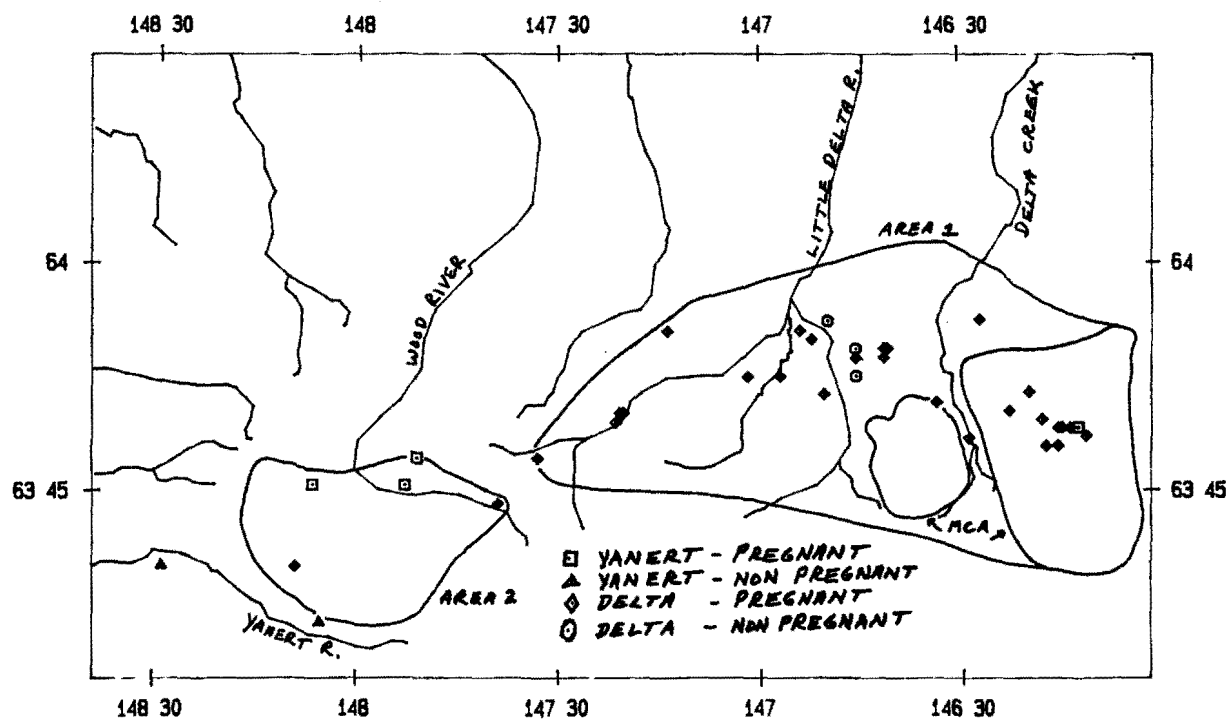 148 30 148 147 30 147 146 30
WOOD RIVER
LITTLE DELTA R.
DELTA CREEK
AREA 1
64 64
63 45 63 45
MCA
YANERT - PREGNANT
YANERT - NON PREGNANT
DELTA - PREGNANT
DELTA - NON PREGNANT
AREA 2
YANERT R.
148 30 148 147 30 147 146 30